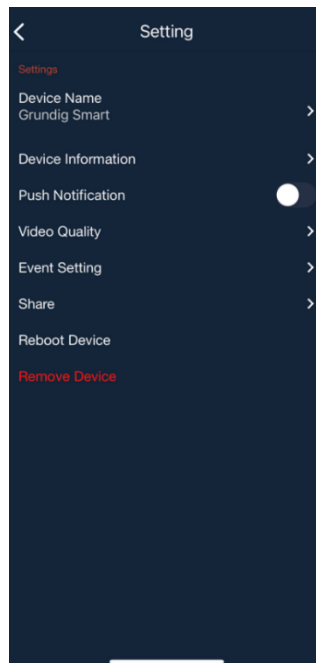 Setting
Settings
Device Name
Grundig Smart
Device Information
Push Notification
Video Quality
Event Setting
Share
Reboot Device
Remove Device